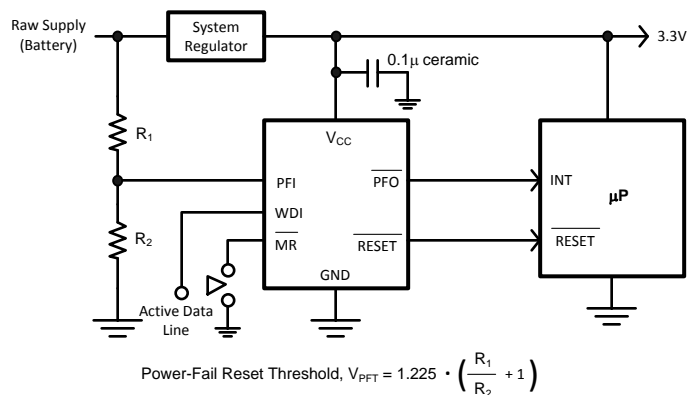 Raw Supply
(Battery)
System
Regulator
3.3V
0.1μ ceramic
R1
R2
VCC
PFI
WDI
MR
PFO
RESET
GND
INT
μP
RESET
Active Data
Line
Power-Fail Reset Threshold, VPFT = 1.225 • (R1/R2 + 1)